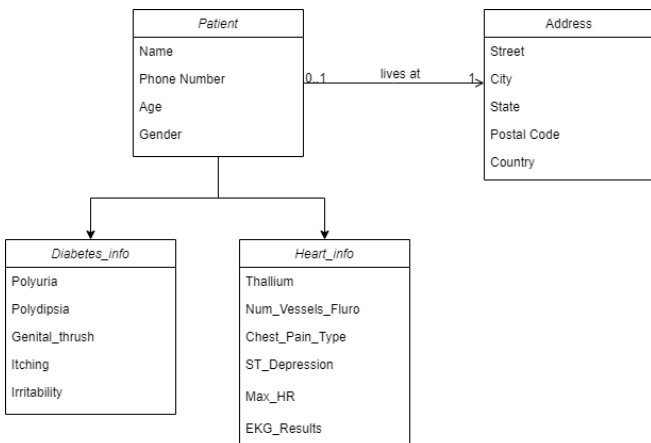 Patient
Name
Phone Number
Age
Gender
0..1
lives at
1
Address
Street
City
State
Postal Code
Country
Diabetes_info
Polyuria
Polydipsia
Genital_thrush
Itching
Irritability
Heart_info
Thallium
Num_Vessels_Fluro
Chest_Pain_Type
ST_Depression
Max_HR
EKG_Results